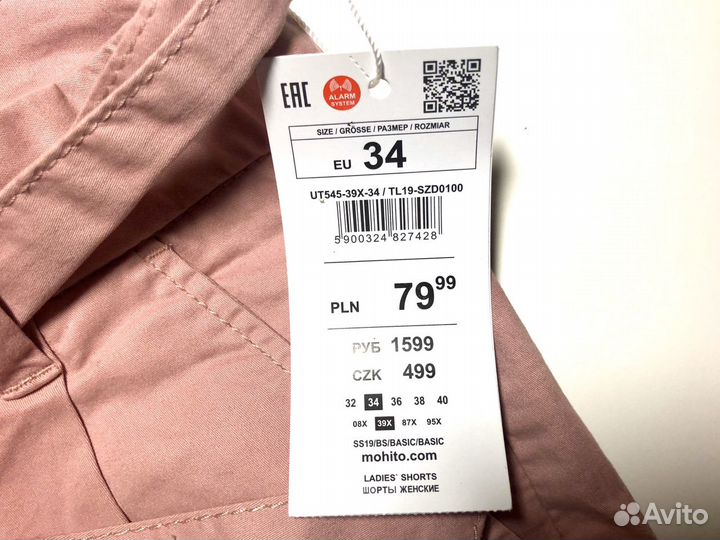 EAC
ALARM
SYSTEM
SIZE / GRÖSSE / РАЗМЕР / ROZMIAR
EU 34
UT545-39X-34 / TL19-SZD0100
5900324 827428
PLN 79 99
РУБ 1599
CZK 499
32 34 36 38 40
08X 39X 87X 95X
SS19/BS/BASIC/BASIC
mohito.com
LADIES` SHORTS
ШОРТЫ ЖЕНСКИЕ
Avito